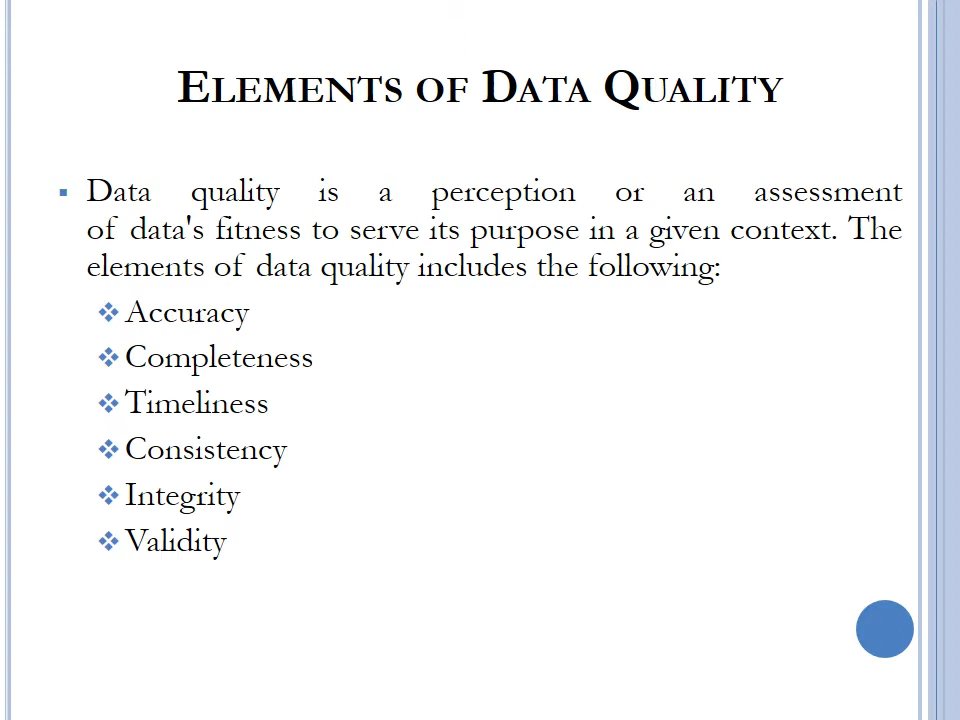 ELEMENTS OF DATA QUALITY
Data quality is a perception or an assessment
of data's fitness to serve its purpose in a given context. The
elements of data quality includes the following:
Accuracy
Completeness
Timeliness
Consistency
Integrity
Validity